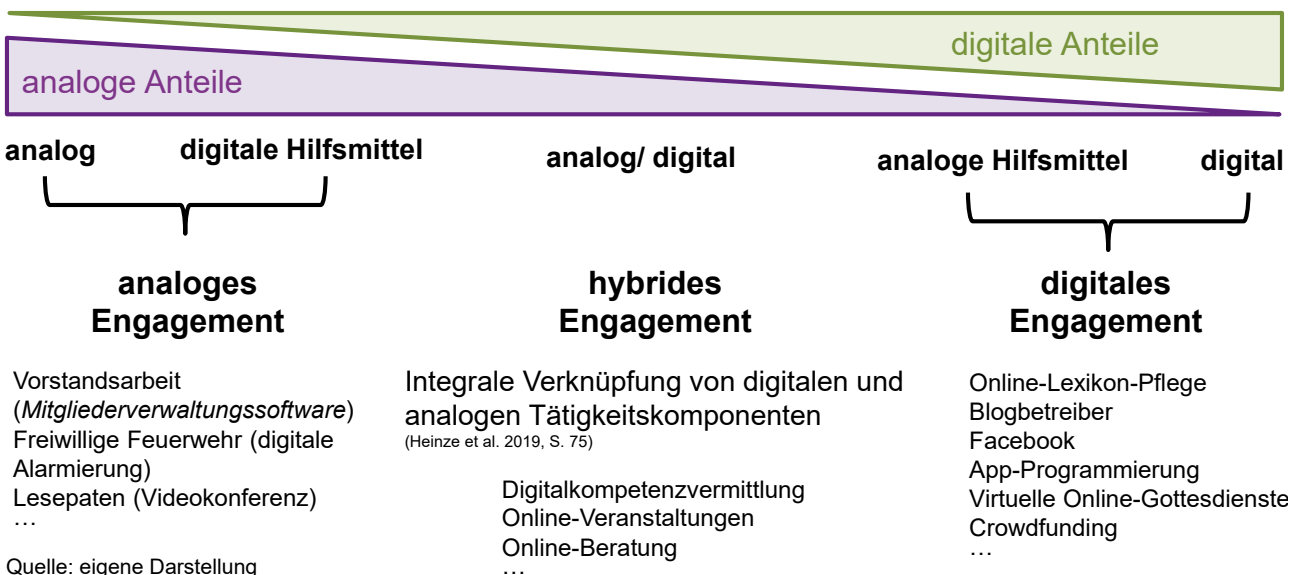 digitale Anteile
analoge Anteile
analog
digitale Hilfsmittel
analog/ digital
analoge Hilfsmittel
digital
analoges
Engagement
Vorstandsarbeit
(Mitgliederverwaltungssoftware)
Freiwillige Feuerwehr (digitale
Alarmierung)
Lesepaten (Videokonferenz)
…
hybrides
Engagement
Integrale Verknüpfung von digitalen und
analogen Tätigkeitskomponenten
(Heinze et al. 2019, S. 75)
Digitalkompetenzvermittlung
Online-Veranstaltungen
Online-Beratung
…
digitales
Engagement
Online-Lexikon-Pflege
Blogbetreiber
Facebook
App-Programmierung
Virtuelle Online-Gottesdienste
Crowdfunding
…
Quelle: eigene Darstellung